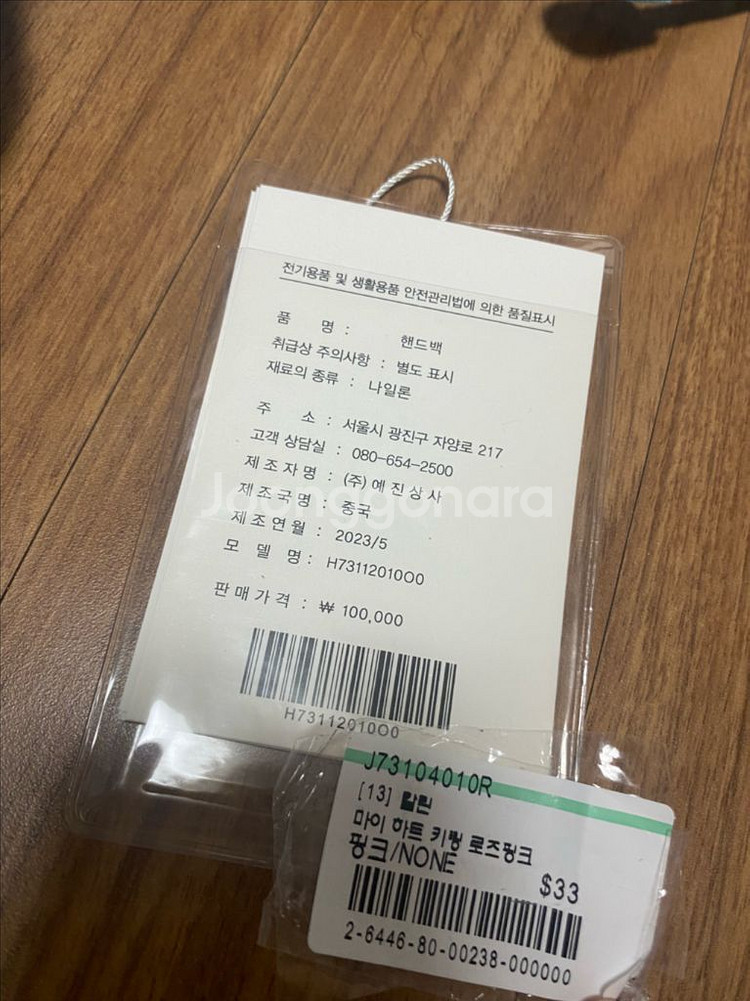 전기용품 및 생활용품 안전관리법에 의한 품질표시
품 명 : 핸드백
취급상 주의사항 : 별도 표시
재료의 종류 : 나일론
주 소 : 서울시 광진구 자양로 217
고객 상담실 : 080-654-2500
제조자명 : (주) 예진상사
제조국명 : 중국
제조연월 : 2023/5
모델명 : H731120100O
판매가격 : ₩ 100,000
H731120100O
Joonggonara
J73104010R
[13] 칼린
마이 하트 키링 로즈핑크
핑크/NONE
$33
2-6446-80-00238-000000